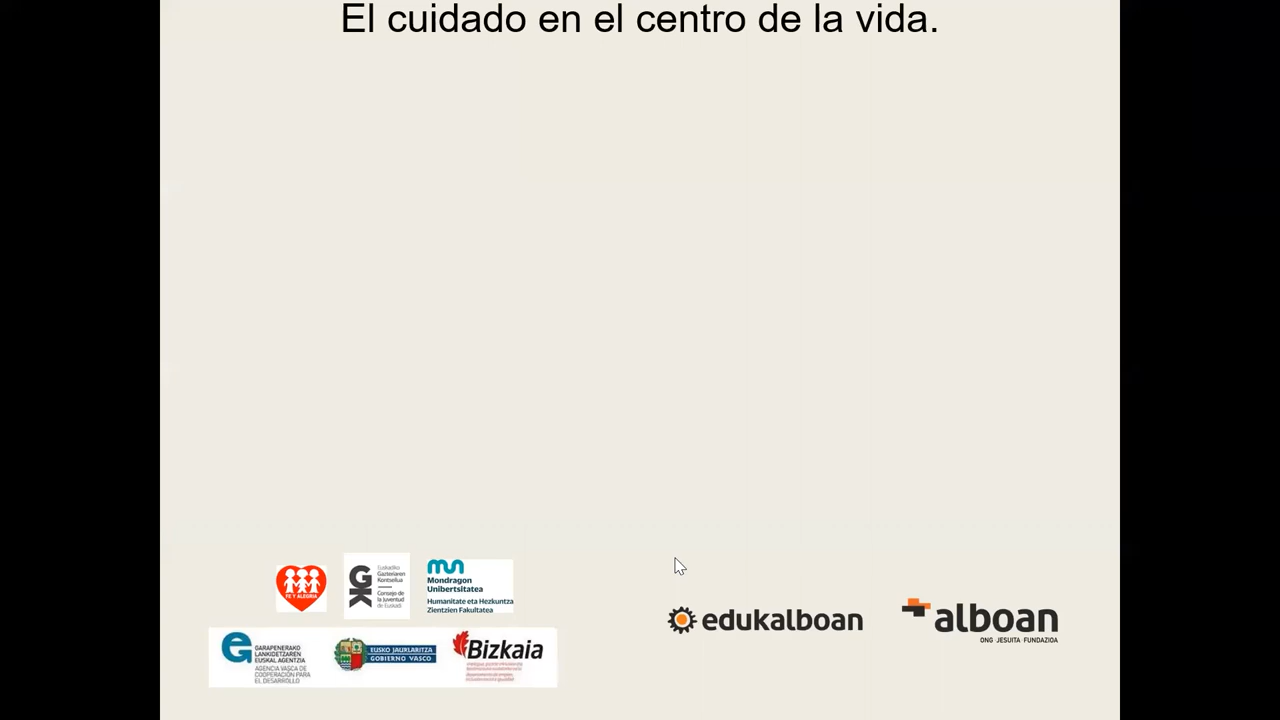 El cuidado en el centro de la vida.
FE Y ALEGRIA
GK
Euskadiko
Gazteriaren
Kontseilua
Consejo de
la Juventud
de Euskadi
mun
Mondragon
Unibertsitatea
Humanitate eta Hezkuntza
Zientzien Fakultatea
edukalboan
alboan
ONG JESUITA FUNDAZIOA
e
GARAPENERAKO
LANKIDETZAREN
EUSKAL AGENTZIA
AGENCIA VASCA DE
COOPERACIÓN PARA
EL DESARROLLO
EUSKO JAURLARITZA
GOBIERNO VASCO
Bizkaia